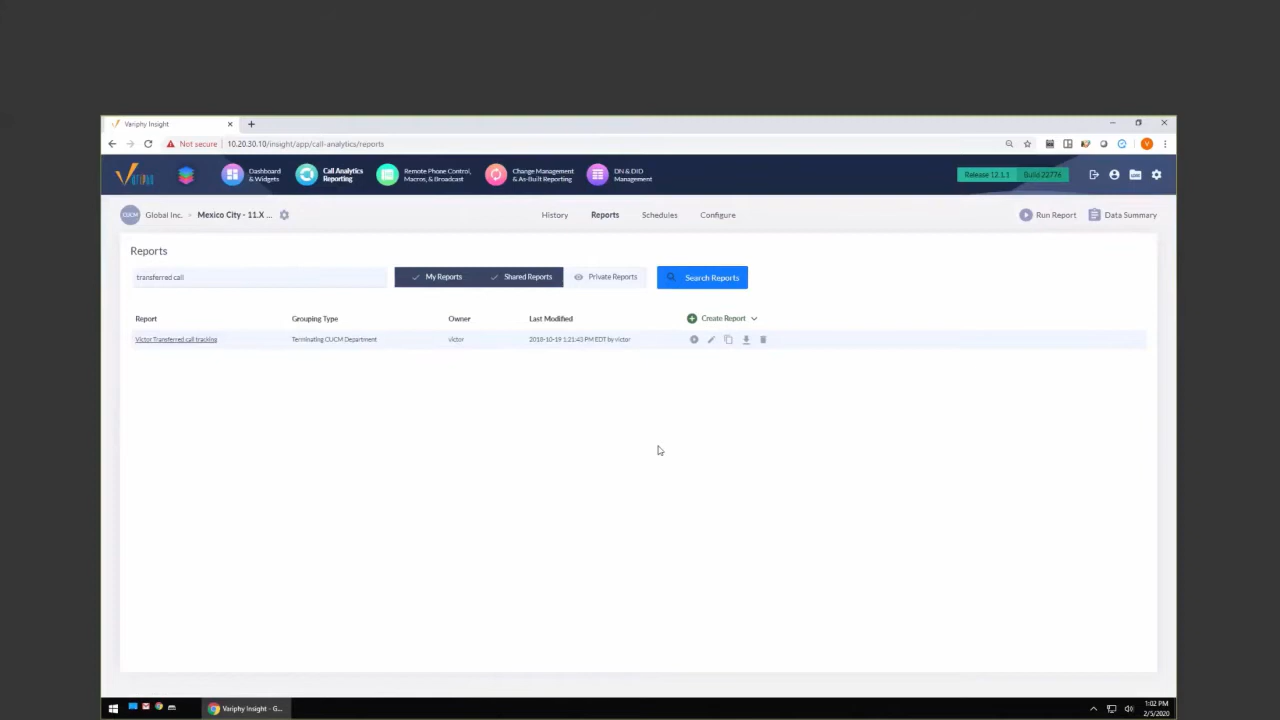 Variphy Insight
Not secure 10.20.30.10/insight/app/call-analytics/reports
Dashboard & Widgets
Call Analytics Reporting
Remote Phone Control, Macros, & Broadcast
Change Management & As-Built Reporting
DN & DID Management
Release 12.1.1 Build 22776
CUCM Global Inc. > Mexico City - 11.X ...
History Reports Schedules Configure
Run Report Data Summary
Reports
transferred call My Reports Shared Reports Private Reports Search Reports
Report Grouping Type Owner Last Modified Create Report
Victor Transferred call tracking Terminating CUCM Department victor 2018-10-19 1:21:43 PM EDT by victor
Variphy Insight - G...
1:02 PM
2/5/2020